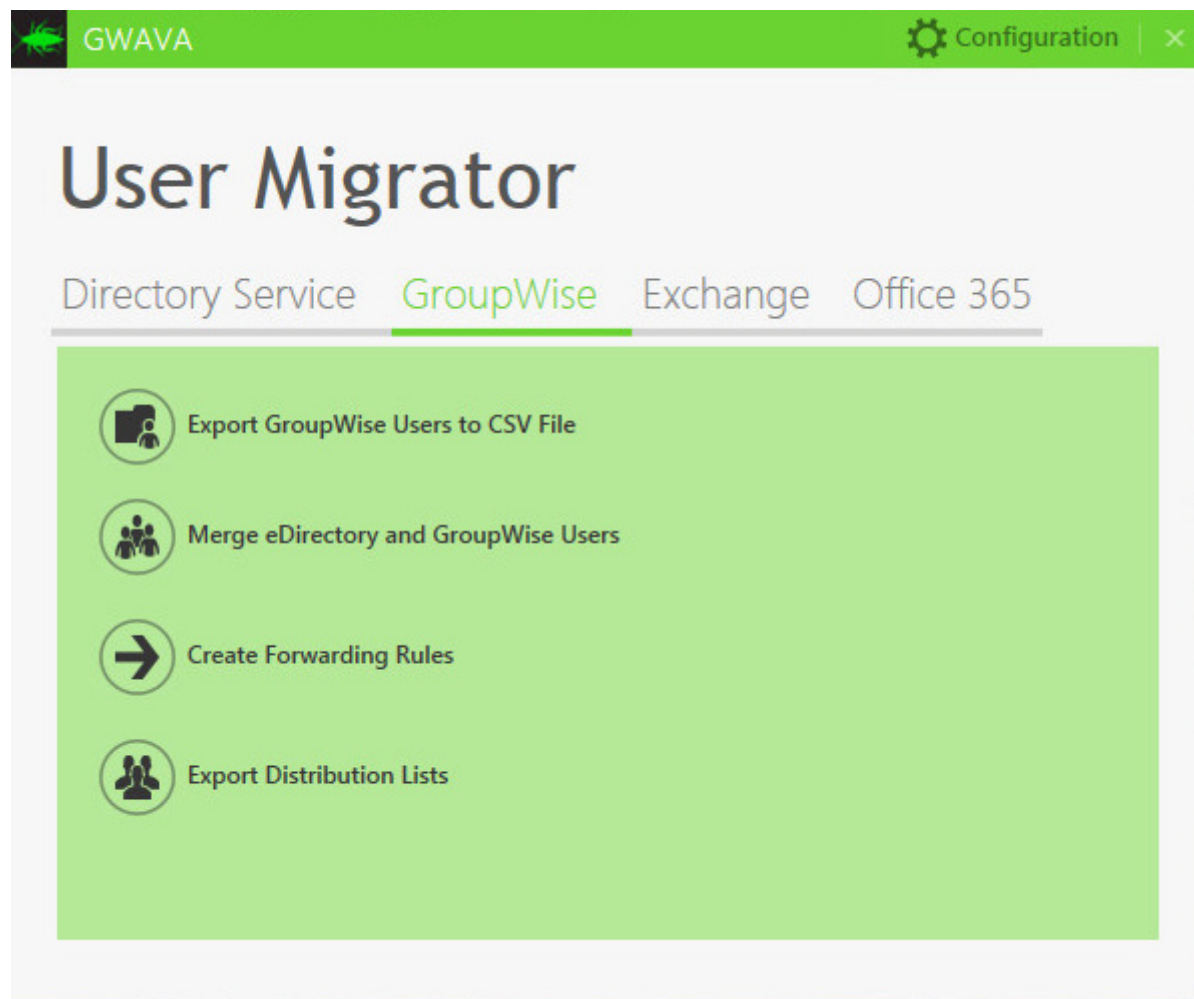 GWAVA Configuration
User Migrator
Directory Service GroupWise Exchange Office 365
Export GroupWise Users to CSV File
Merge eDirectory and GroupWise Users
Create Forwarding Rules
Export Distribution Lists